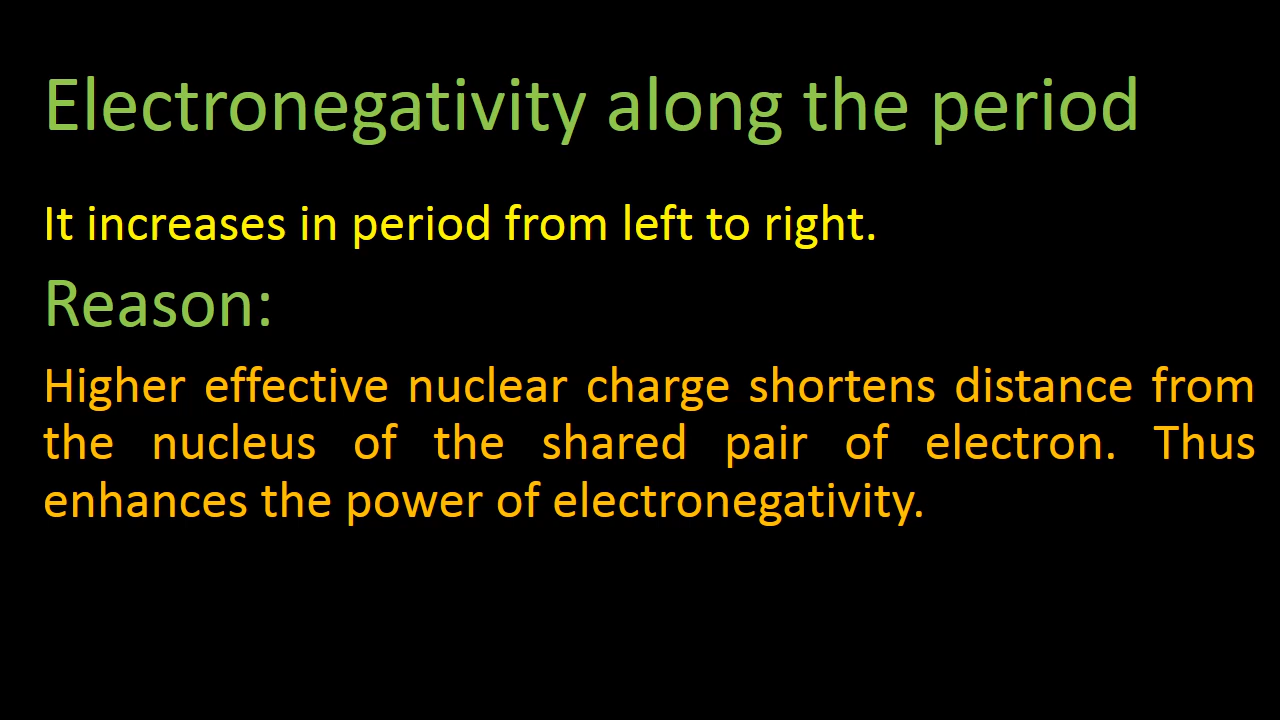 Electronegativity along the period
It increases in period from left to right.
Reason:
Higher effective nuclear charge shortens distance from
the nucleus of the shared pair of electron. Thus
enhances the power of electronegativity.